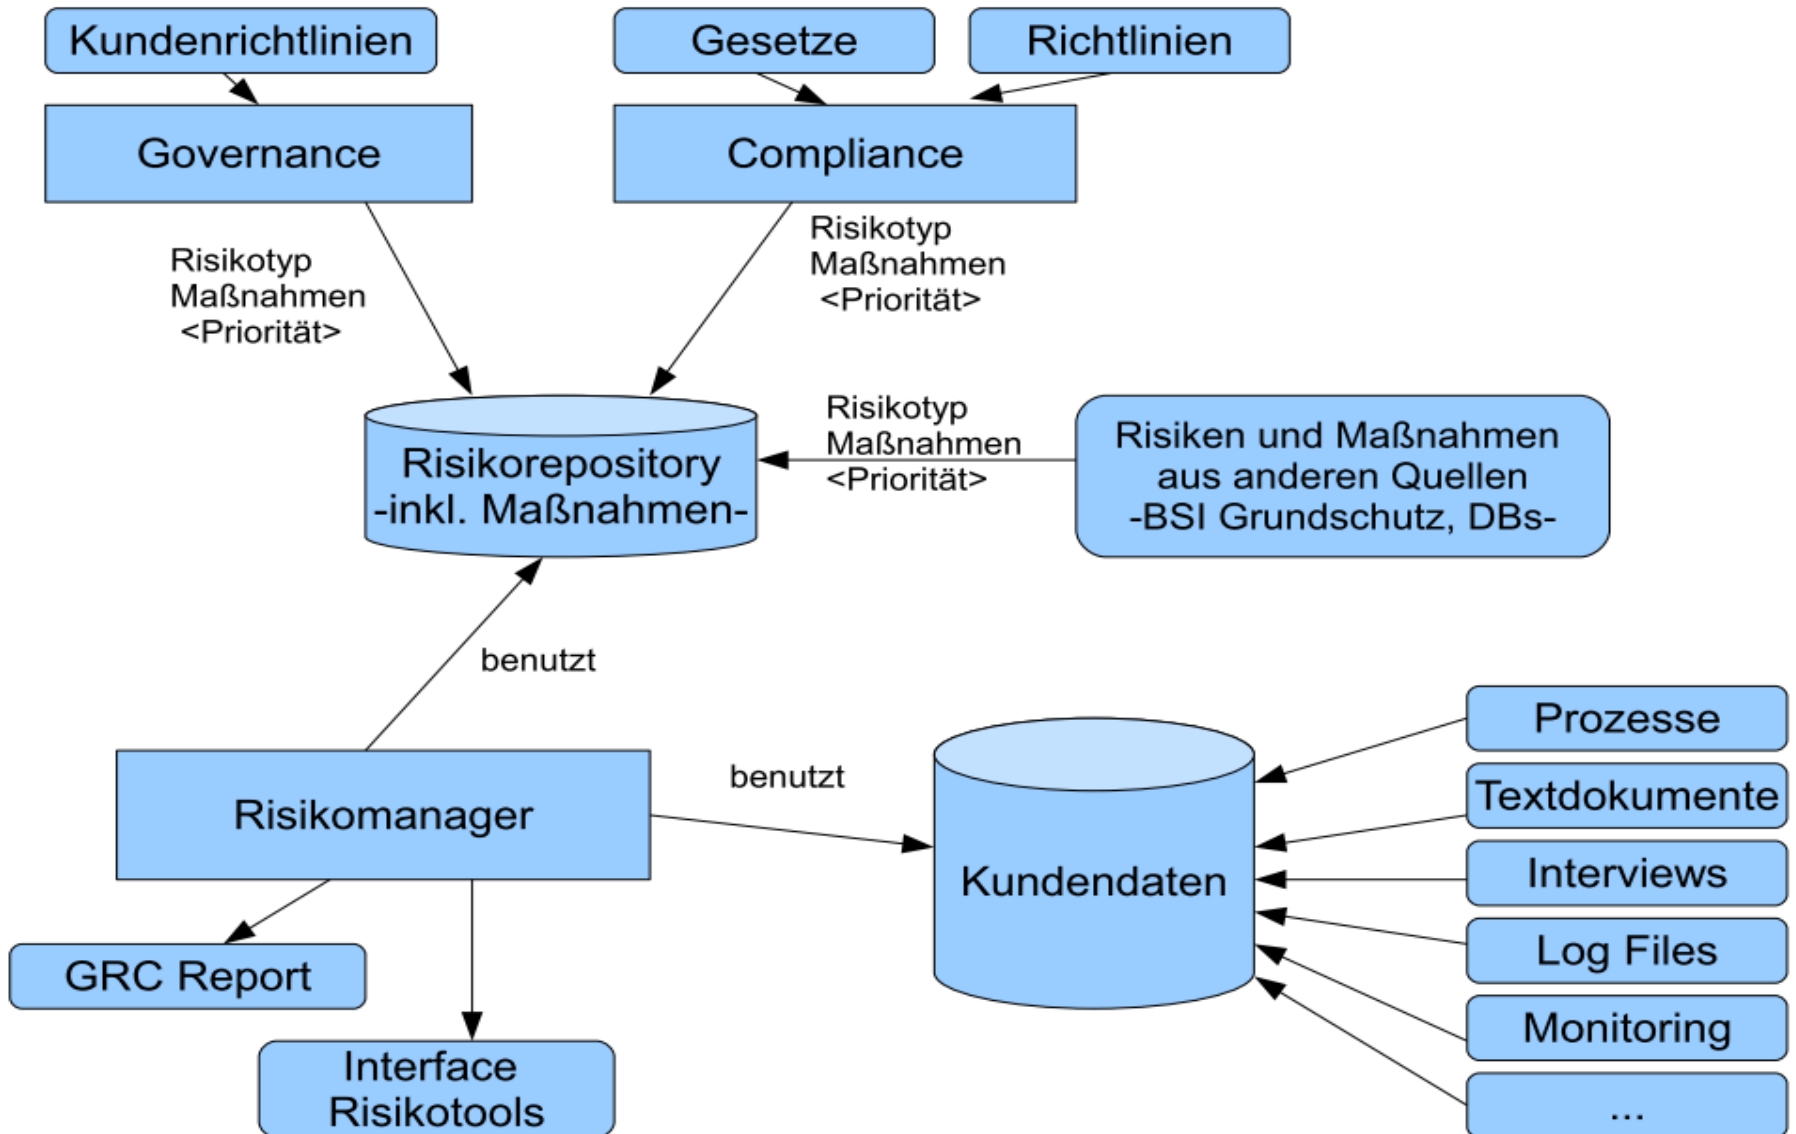 Kundenrichtlinien
Gesetze
Richtlinien
Governance
Compliance
Risikotyp
Maßnahmen
<Priorität>
Risikotyp
Maßnahmen
<Priorität>
Risikorepository
-inkl. Maßnahmen-
Risikotyp
Maßnahmen
<Priorität>
Risiken und Maßnahmen
aus anderen Quellen
-BSI Grundschutz, DBs-
benutzt
Risikomanager
benutzt
Kundendaten
Prozesse
Textdokumente
Interviews
Log Files
Monitoring
...
GRC Report
Interface
Risikotools